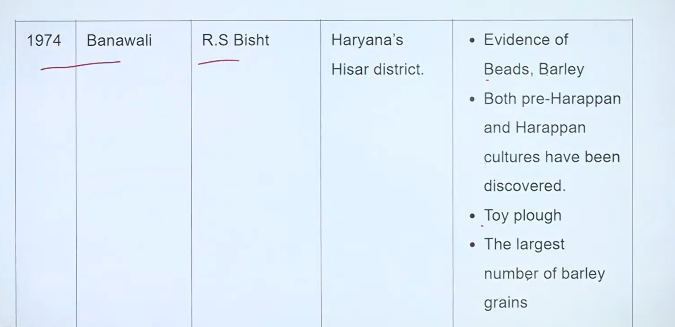 1974 Banawali R.S Bisht Haryana's Evidence of
Hisar district. Beads, Barley
Both pre-Harappan
and Harappan
cultures have been
discovered.
Toy plough
The largest
number of barley
grains